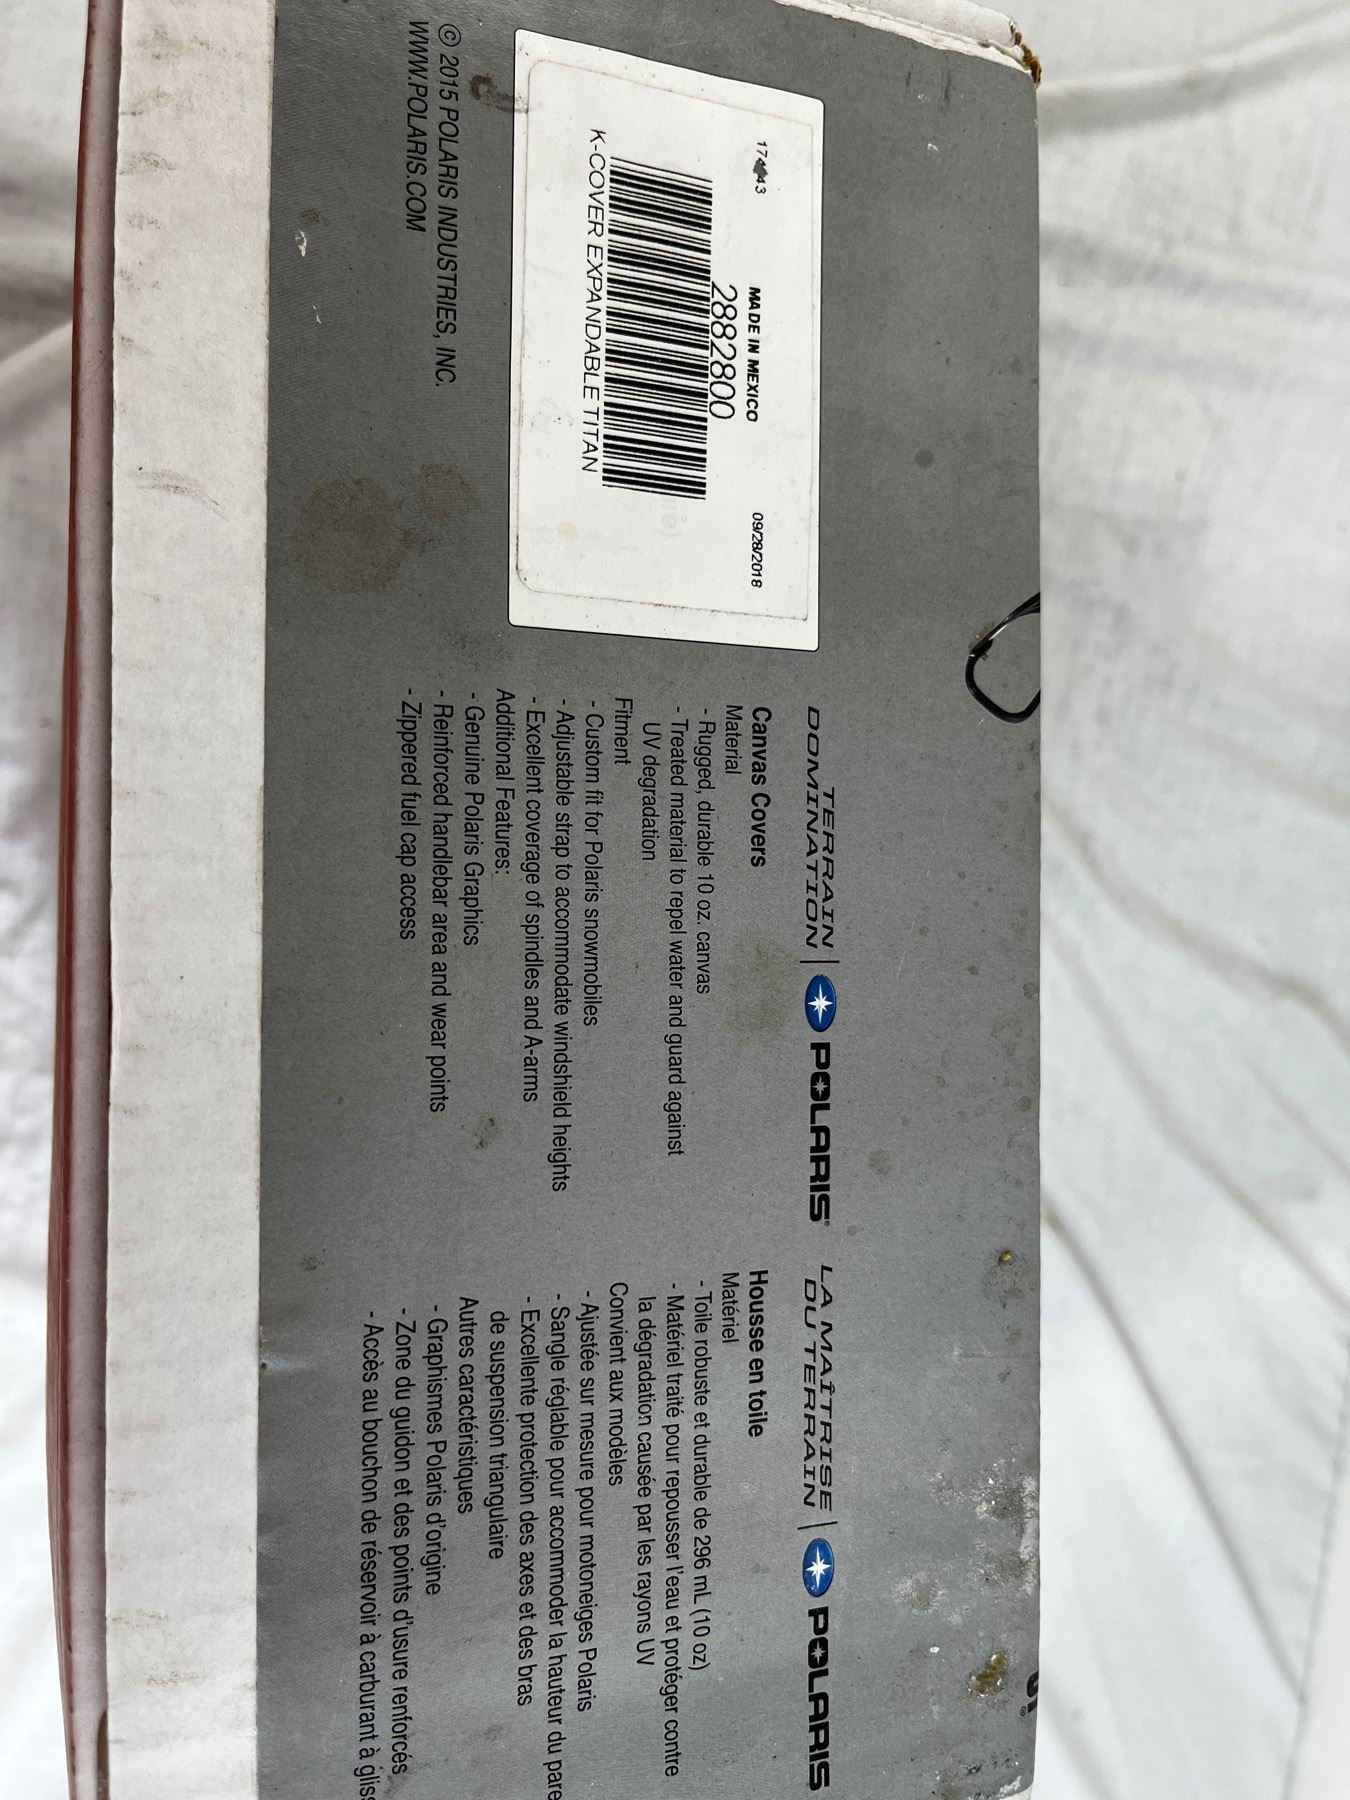 MADE IN MEXICO
09/28/2018
2882800
K-COVER EXPANDABLE TITAN
© 2015 POLARIS INDUSTRIES, INC.
WWW.POLARIS.COM
TERRAIN
DOMINATION
POLARIS®
Canvas Covers
Material
- Rugged, durable 10 oz. canvas
- Treated material to repel water and guard against
UV degradation
Fitment
- Custom fit for Polaris snowmobiles
- Adjustable strap to accommodate windshield heights
- Excellent coverage of spindles and A-arms
Additional Features:
- Genuine Polaris Graphics
- Reinforced handlebar area and wear points
- Zippered fuel cap access
LA MAÎTRISE
DU TERRAIN
POLARIS
Housse en toile
Matériel
- Toile robuste et durable de 296 mL (10 oz)
- Matériel traité pour repousser l'eau et protéger contre
la dégradation causée par les rayons UV
Convient aux modèles
- Ajustée sur mesure pour motoneiges Polaris
- Sangle réglable pour accommoder la hauteur du pare
- Excellente protection des axes et des bras
de suspension triangulaire
Autres caractéristiques
- Graphismes Polaris d'origine
- Zone du guidon et des points d'usure renforcés
- Accès au bouchon de réservoir à carburant à gliss